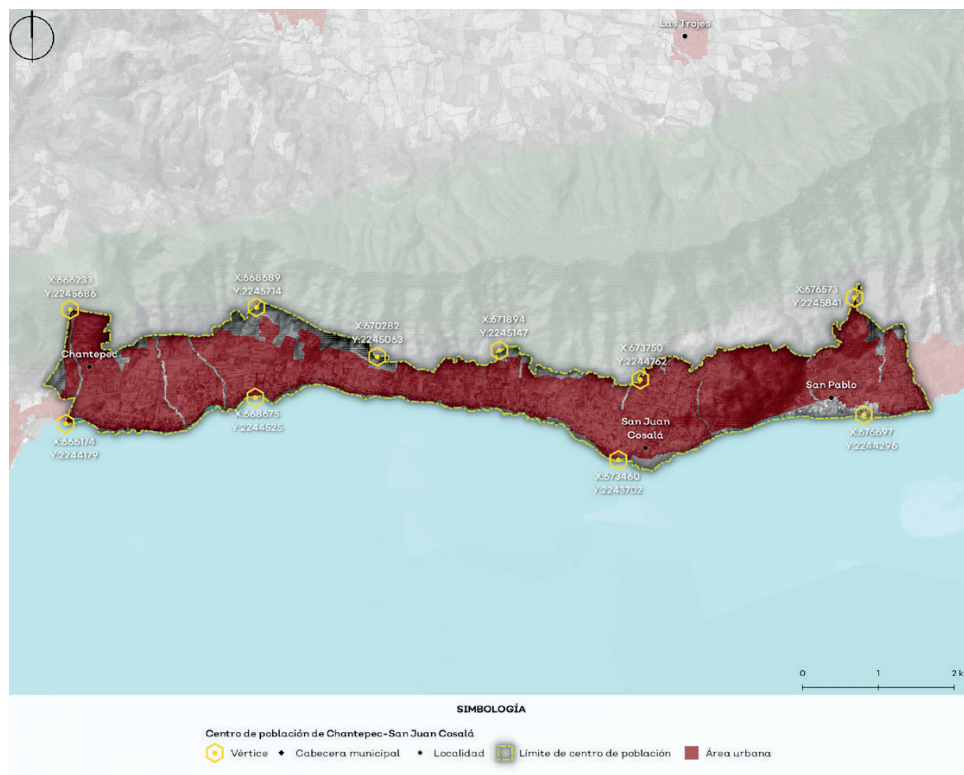 Las Trojes
X:666233
Y:2245686
X:668689
Y:2245714
X:670282
Y:2245063
X:671894
Y:2245147
X:673750
Y:2244762
X:676573
Y:2245841
Chantepec
San Pablo
San Juan
Cosalá
X:666174
Y:2244179
X:668675
Y:2244525
X:673460
Y:2243702
X:676697
Y:2244296
0 1 2 k
SIMBOLOGÍA
Centro de población de Chantepec-San Juan Cosalá
Vértice Cabecera municipal Localidad Límite de centro de población Área urbana